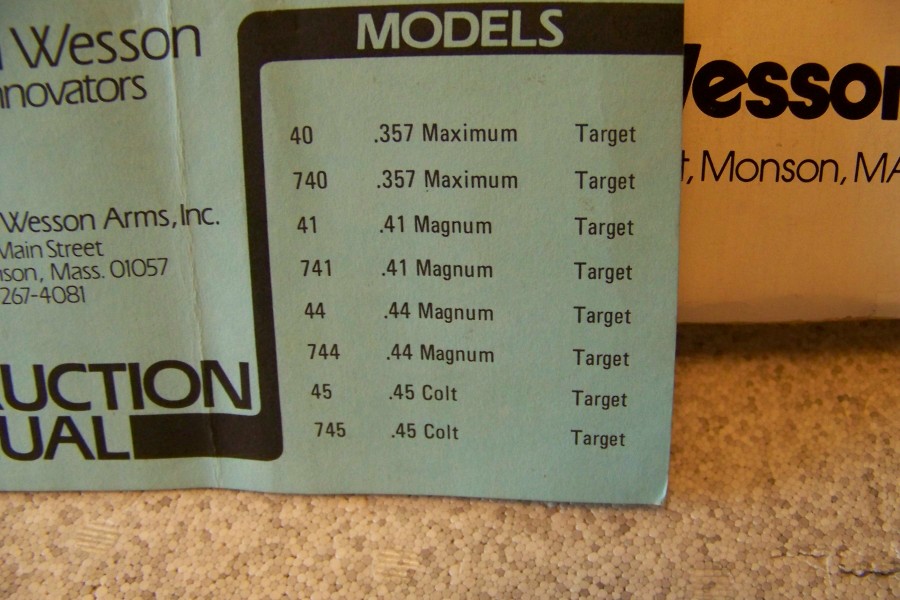 Wesson
nnovators
Wesson Arms, Inc.
Main Street
son, Mass. 01057
267-4081
UCTION
UAL
MODELS
40 .357 Maximum Target
740 .357 Maximum Target
41 .41 Magnum Target
741 .41 Magnum Target
44 .44 Magnum Target
744 .44 Magnum Target
45 .45 Colt Target
745 .45 Colt Target
esson
t, Monson, MA